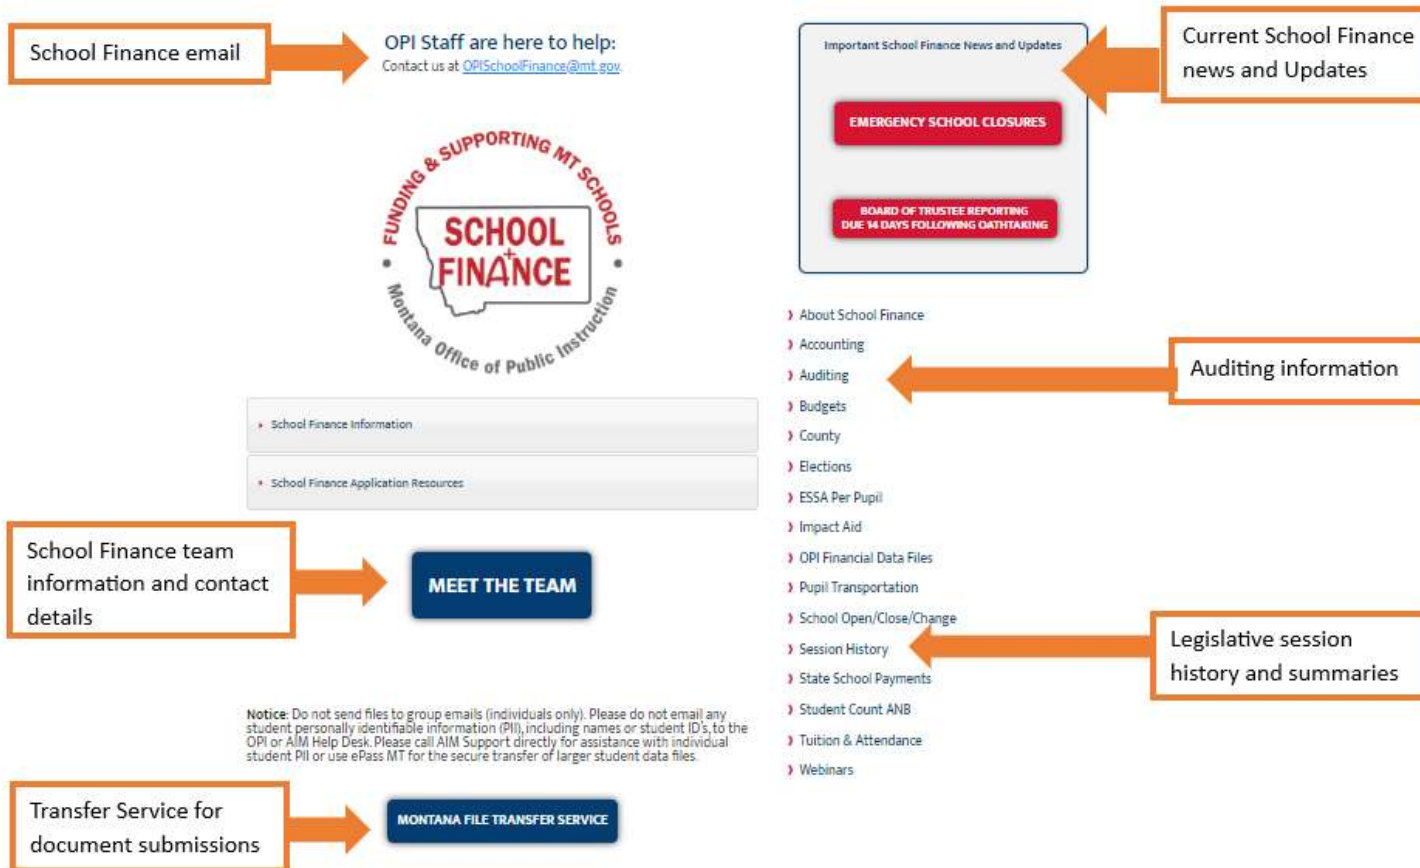 School Finance email
OPI Staff are here to help:
Contact us at OPISchoolFinance@mt.gov.
FUNDING & SUPPORTING MT SCHOOLS
SCHOOL
+
FINANCE
Montana Office of Public Instruction
School Finance Information
School Finance Application Resources
School Finance team
information and contact
details
MEET THE TEAM
Notice: Do not send files to group emails (individuals only). Please do not email any
student personally identifiable information (PII), including names or student ID's, to the
OPI or AIM Help Desk. Please call AIM Support directly for assistance with individual
student PII or use ePass MT for the secure transfer of larger student data files.
Transfer Service for
document submissions
MONTANA FILE TRANSFER SERVICE
Important School Finance News and Updates
EMERGENCY SCHOOL CLOSURES
BOARD OF TRUSTEE REPORTING
DUE 14 DAYS FOLLOWING OATHTAKING
Current School Finance
news and Updates
About School Finance
Accounting
Auditing
Budgets
County
Elections
ESSA Per Pupil
Impact Aid
OPI Financial Data Files
Pupil Transportation
School Open/Close/Change
Session History
State School Payments
Student Count ANB
Tuition & Attendance
Webinars
Auditing information
Legislative session
history and summaries